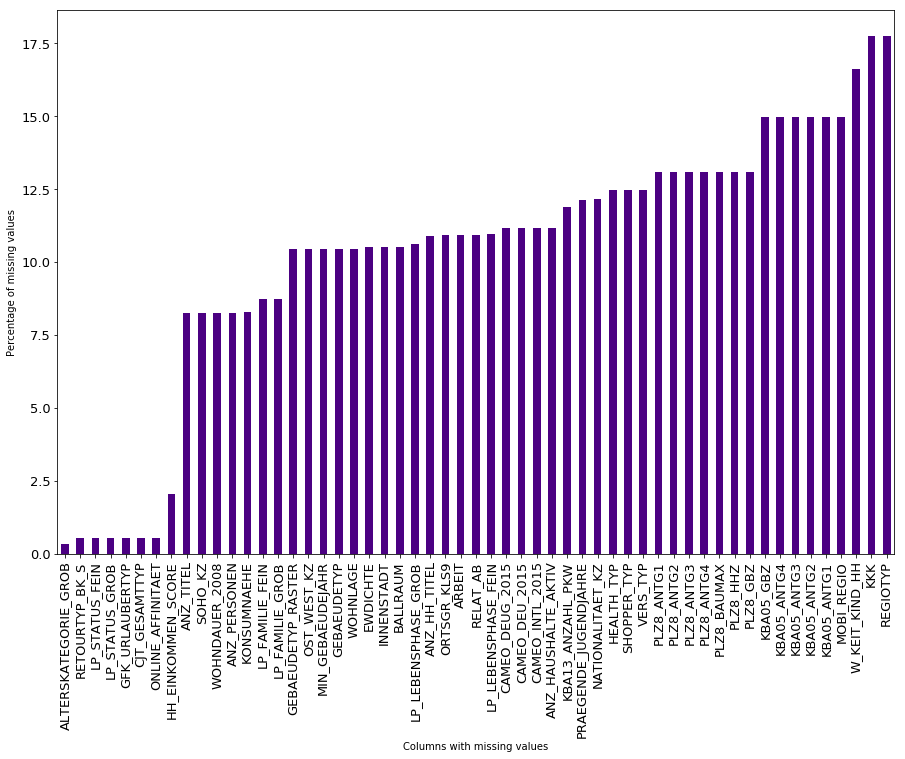 17.5
15.0
12.5
10.0
7.5
5.0
2.5
0.0
Percentage of missing values
ALTERSKATEGORIE_GROB
RETOURTYP_BK_S
LP_STATUS_FEIN
LP_STATUS_GROB
GFK_URLAUBERTYP
CJT_GESAMTTYP
ONLINE_AFFINITAET
HH_EINKOMMEN_SCORE
ANZ_TITEL
SOHO_KZ
WOHNDAUER_2008
ANZ_PERSONEN
KONSUMNAEHE
LP_FAMILIE_FEIN
LP_FAMILIE_GROB
GEBAEUDETYP_RASTER
OST_WEST_KZ
MIN_GEBAEUDEJAHR
GEBAEUDETYP
WOHNLAGE
EWDICHTE
INNENSTADT
BALLRAUM
LP_LEBENSPHASE_GROB
ANZ_HH_TITEL
ORTSGR_KLS9
ARBEIT
RELAT_AB
LP_LEBENSPHASE_FEIN
CAMEO_DEUG_2015
CAMEO_DEU_2015
CAMEO_INTL_2015
ANZ_HAUSHALTE_AKTIV
KBA13_ANZAHL_PKW
PRAEGENDE_JUGENDJAHRE
NATIONALITAET_KZ
HEALTH_TYP
SHOPPER_TYP
VERS_TYP
PLZ8_ANTG1
PLZ8_ANTG2
PLZ8_ANTG3
PLZ8_ANTG4
PLZ8_BAUMAX
PLZ8_HHZ
PLZ8_GBZ
KBA05_GBZ
KBA05_ANTG4
KBA05_ANTG3
KBA05_ANTG2
KBA05_ANTG1
MOBI_REGIO
W_KEIT_KIND_HH
KKK
REGIOTYP
Columns with missing values